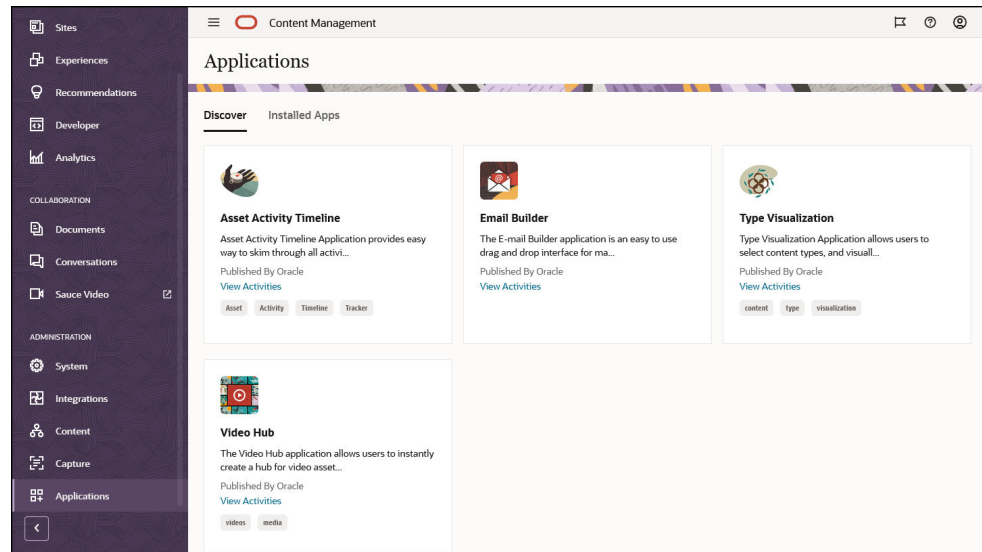 Sites
Experiences
Recommendations
Developer
Analytics
COLLABORATION
Documents
Conversations
Sauce Video
ADMINISTRATION
System
Integrations
Content
Capture
Applications
Content Management
Applications
Discover Installed Apps
Asset Activity Timeline
Asset Activity Timeline Application provides easy
way to skim through all activi...
Published By Oracle
View Activities
Asset Activity Timeline Tracker
Email Builder
The E-mail Builder application is an easy to use
drag and drop interface for ma...
Published By Oracle
View Activities
Type Visualization
Type Visualization Application allows users to
select content types, and visuall...
Published By Oracle
View Activities
content type visualization
Video Hub
The Video Hub application allows users to instantly
create a hub for video asset...
Published By Oracle
View Activities
videos media